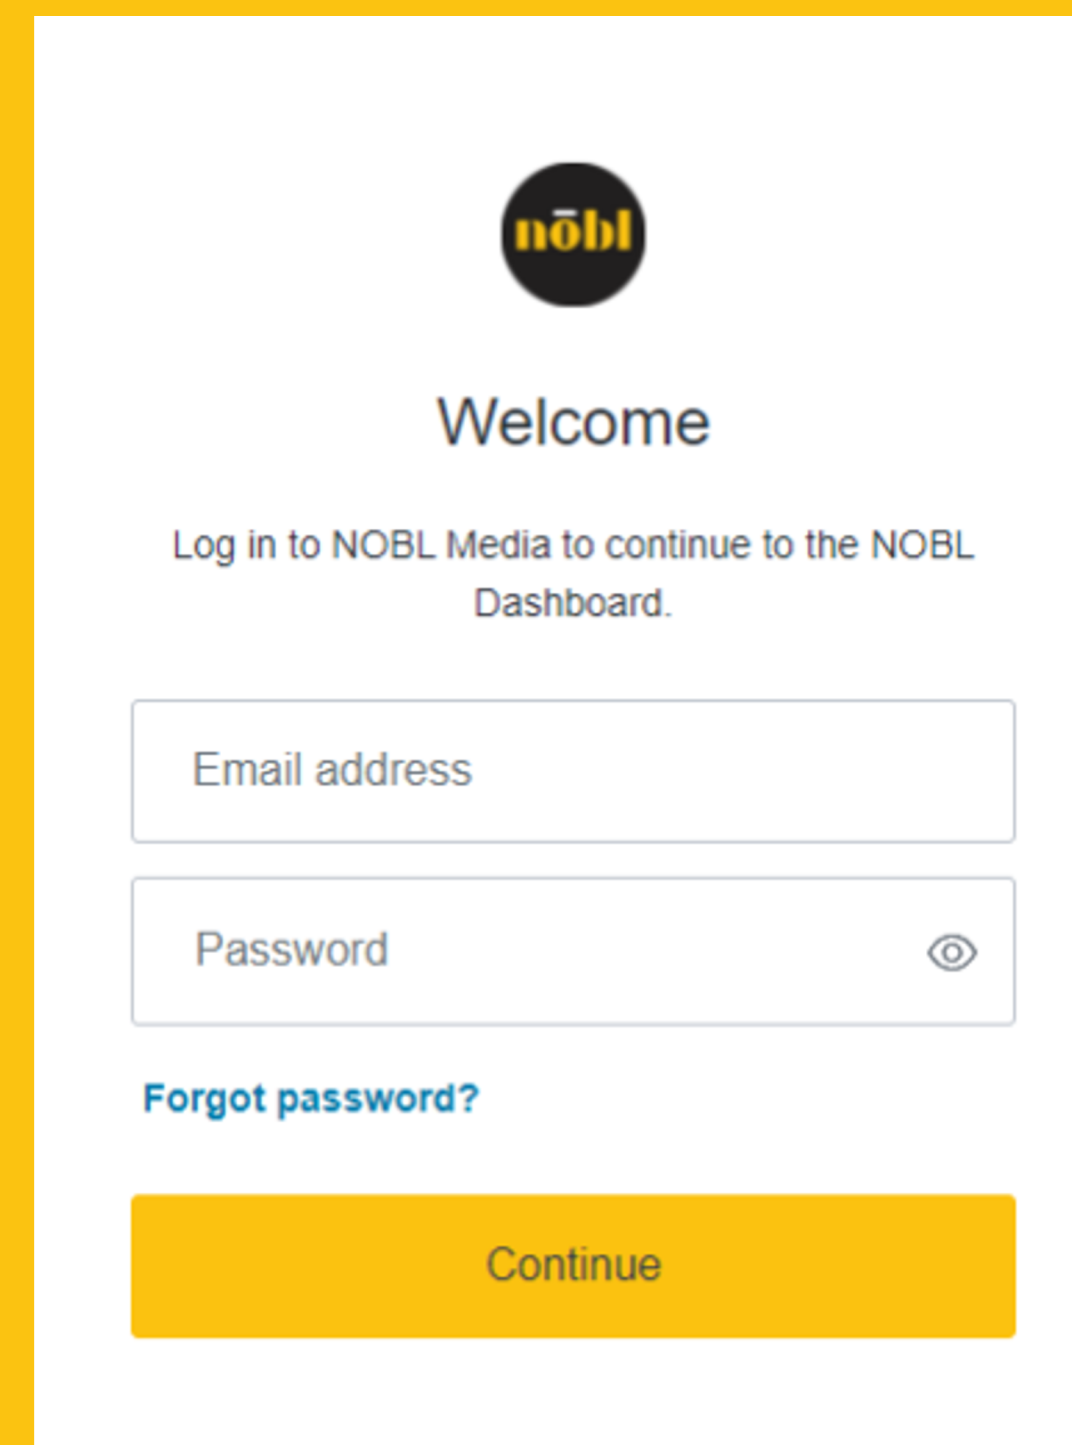 nōbl
Welcome
Log in to NOBL Media to continue to the NOBL
Dashboard.
Email address
Password
Forgot password?
Continue